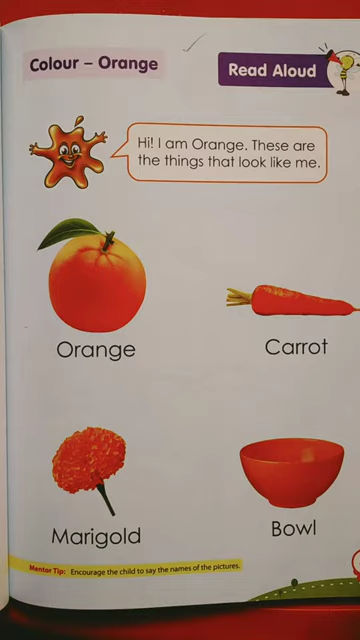 Colour – Orange
Read Aloud
Hi! I am Orange. These are
the things that look like me.
Orange
Carrot
Marigold
Bowl
Mentor Tip: Encourage the child to say the names of the pictures.